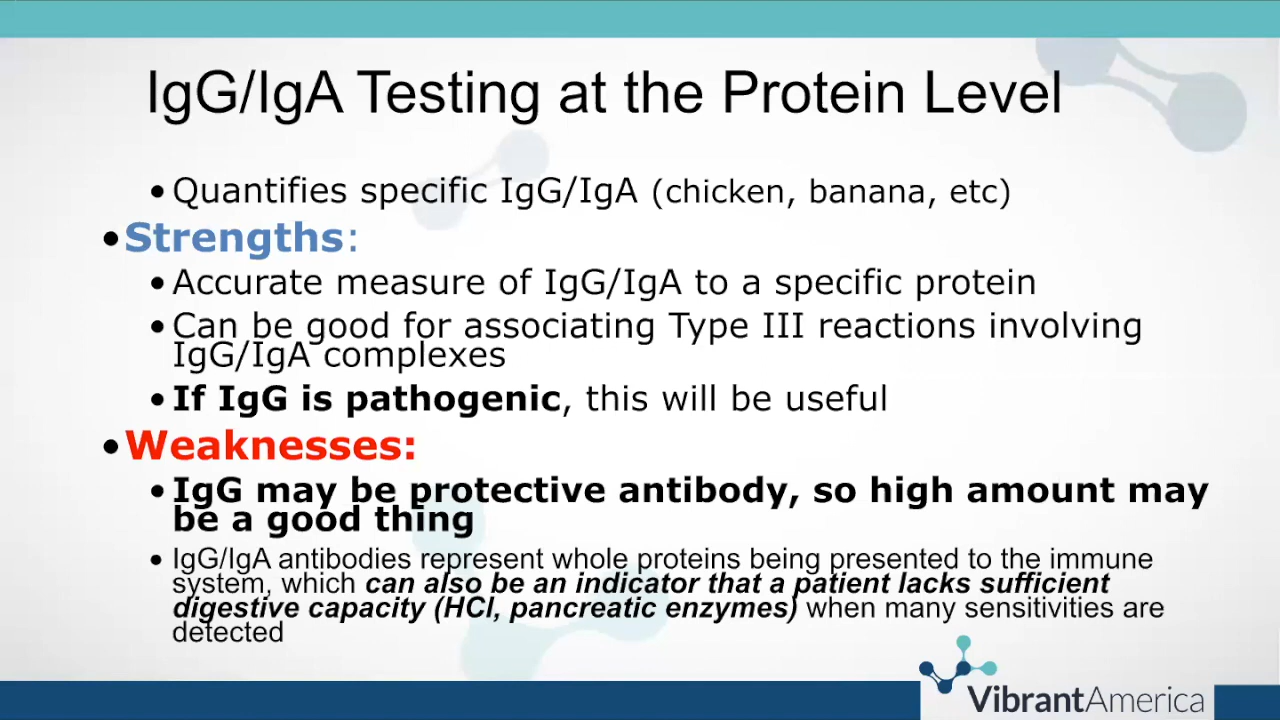 IgG/IgA Testing at the Protein Level
• Quantifies specific IgG/IgA (chicken, banana, etc)
• Strengths:
• Accurate measure of IgG/IgA to a specific protein
• Can be good for associating Type III reactions involving
IgG/IgA complexes
• If IgG is pathogenic, this will be useful
• Weaknesses:
• IgG may be protective antibody, so high amount may
be a good thing
• IgG/IgA antibodies represent whole proteins being presented to the immune
system, which can also be an indicator that a patient lacks sufficient
digestive capacity (HCl, pancreatic enzymes) when many sensitivities are
detected
VibrantAmerica